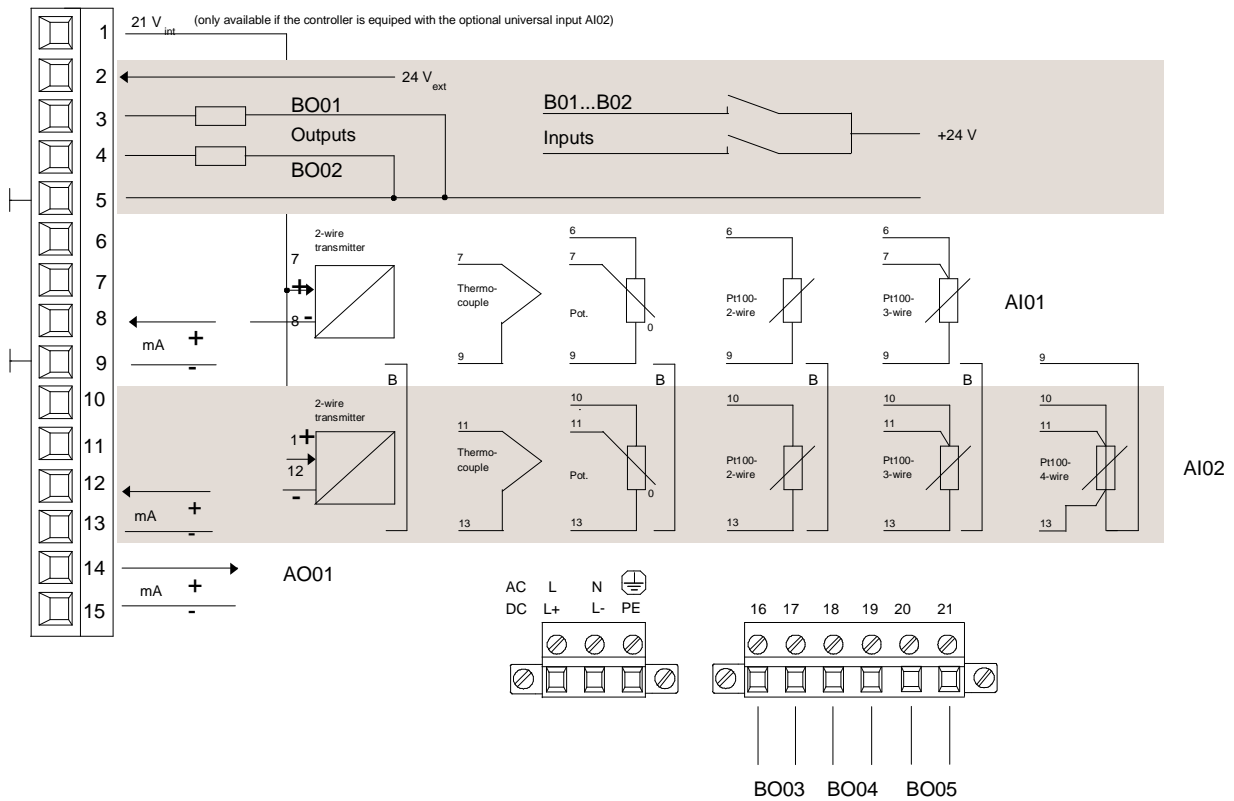 1 21 V int (only available if the controller is equiped with the optional universal input AI02)
2 24 V ext
3 BO01 B01...B02
Outputs Inputs +24 V
4 BO02
5
6
7
8
9
10
11
12
13
14
15
2-wire
transmitter
7
+
8 -
mA + -
7
Thermo-
couple
9
6
7
Pot.
0
9
6
Pt100-
2-wire
9
6
7
Pt100-
3-wire
9
AI01
B
B
B
B
9
2-wire
transmitter
1 +
12
-
mA + -
11
Thermo-
couple
13
10
11
Pot.
0
13
10
Pt100-
2-wire
13
10
11
Pt100-
3-wire
13
10
11
Pt100-
4-wire
13
AI02
mA + -
AO01
AC L N
DC L+ L- PE
16 17 18 19 20 21
BO03 BO04 BO05